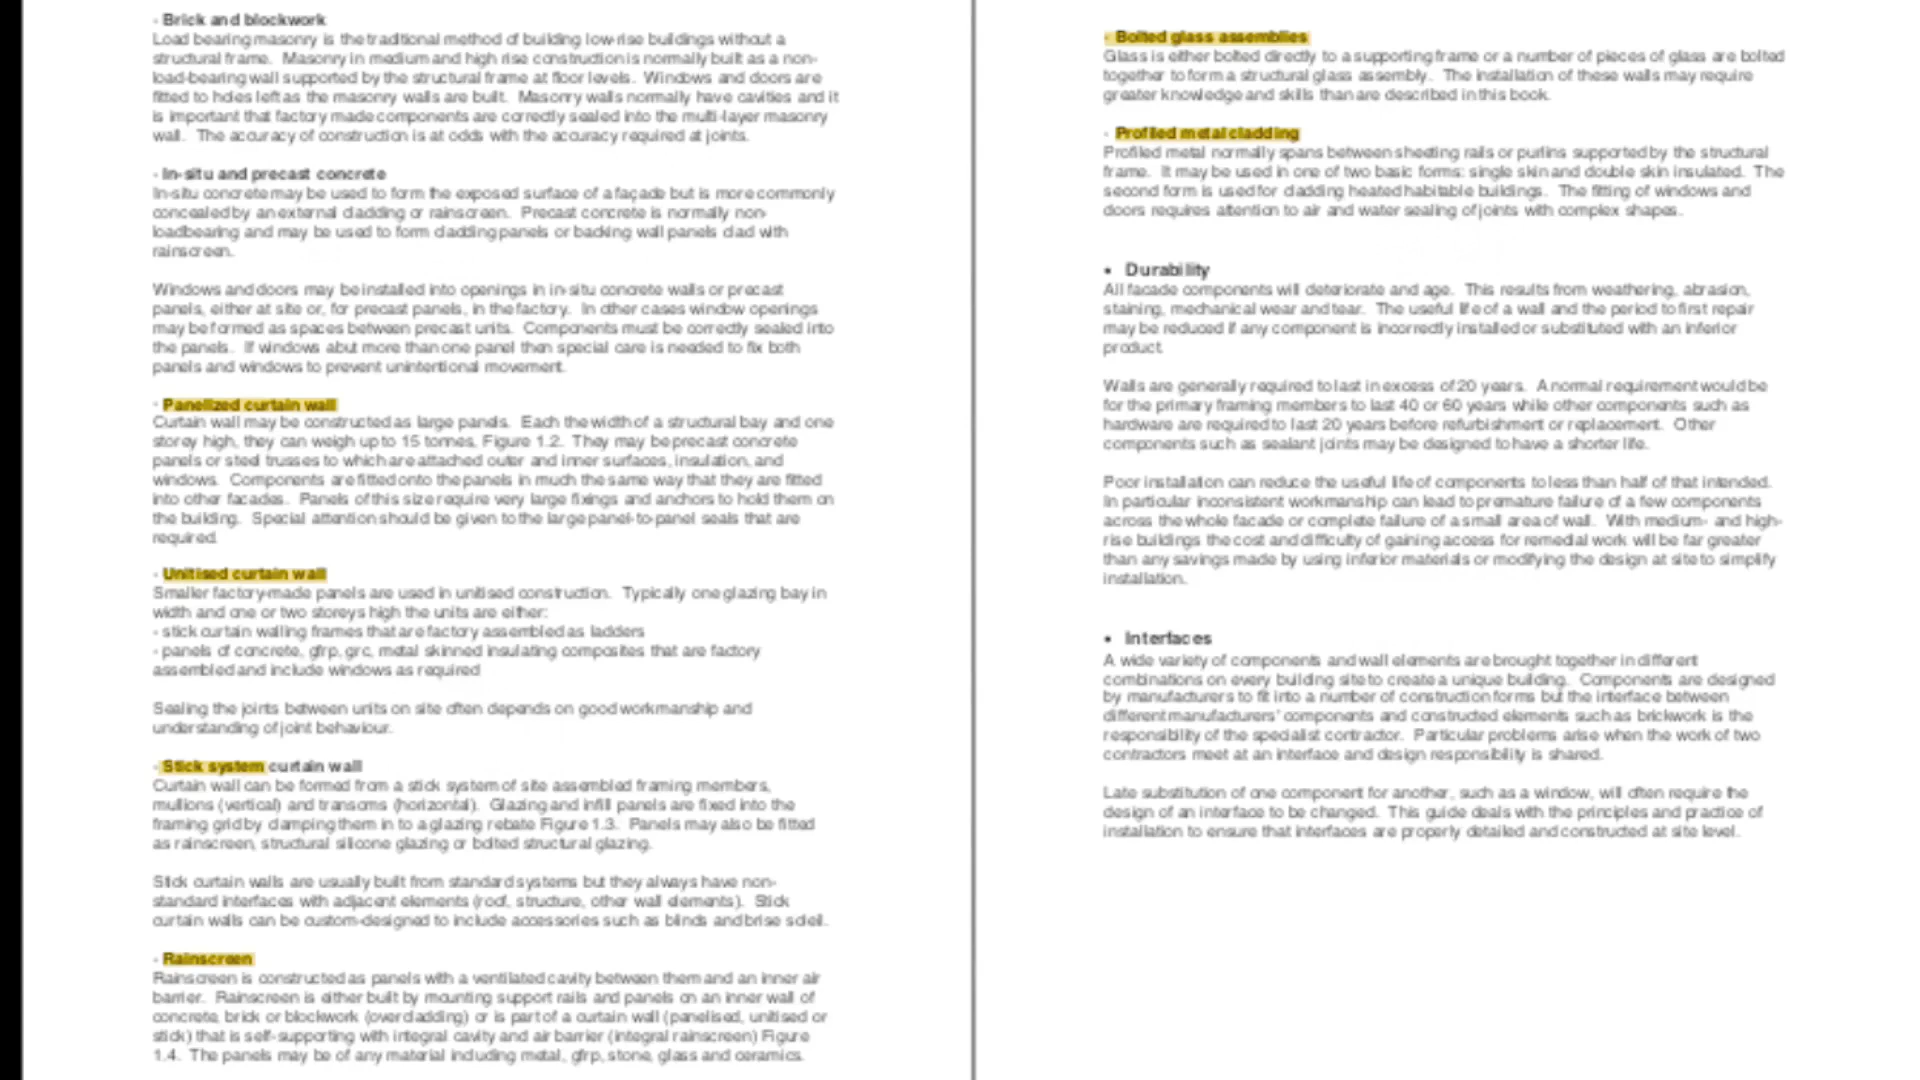 - Brick and blockwork
Load bearing masonry is the traditional method of building low-rise buildings without a
structural frame. Masonry in medium and high rise construction is normally built as a non-
load-bearing wall supported by the structural frame at floor levels. Windows and doors are
fitted to holes left as the masonry walls are built. Masonry walls normally have cavities and it
is important that factory made components are correctly sealed into the multi-layer masonry
wall. The accuracy of construction is at odds with the accuracy required at joints.
- In-situ and precast concrete
In-situ concrete may be used to form the exposed surface of a façade but is more commonly
concealed by an external cladding or rainscreen. Precast concrete is normally non-
loadbearing and may be used to form cladding panels or backing wall panels clad with
rainscreen.
Windows and doors may be installed into openings in in-situ concrete walls or precast
panels, either at site or, for precast panels, in the factory. In other cases window openings
may be formed as spaces between precast units. Components must be correctly sealed into
the panels. If windows abut more than one panel then special care is needed to fix both
panels and windows to prevent unintentional movement.
- Panelized curtain wall
Curtain wall may be constructed as large panels. Each the width of a structural bay and one
storey high, they can weigh up to 15 tonnes, Figure 1.2. They may be precast concrete
panels or steel trusses to which are attached outer and inner surfaces, insulation, and
windows. Components are fitted onto the panels in much the same way that they are fitted
into other facades. Panels of this size require very large fixings and anchors to hold them on
the building. Special attention should be given to the large panel-to-panel seals that are
required.
- Unitised curtain wall
Smaller factory-made panels are used in unitised construction. Typically one glazing bay in
width and one or two storeys high the units are either:
- stick curtain walling frames that are factory assembled as ladders
- panels of concrete, gfrp, grc, metal skinned insulating composites that are factory
assembled and include windows as required
Sealing the joints between units on site often depends on good workmanship and
understanding of joint behaviour.
- Stick system curtain wall
Curtain wall can be formed from a stick system of site assembled framing members,
mullions (vertical) and transoms (horizontal). Glazing and infill panels are fixed into the
framing grid by clamping them in to a glazing rebate Figure 1.3. Panels may also be fitted
as rainscreen, structural silicone glazing or bolted structural glazing.
Stick curtain walls are usually built from standard systems but they always have non-
standard interfaces with adjacent elements (roof, structure, other wall elements). Stick
curtain walls can be custom-designed to include accessories such as blinds and brise soleil.
- Rainscreen
Rainscreen is constructed as panels with a ventilated cavity between them and an inner air
barrier. Rainscreen is either built by mounting support rails and panels on an inner wall of
concrete, brick or blockwork (overcladding) or is part of a curtain wall (panelised, unitised or
stick) that is self-supporting with integral cavity and air barrier (integral rainscreen) Figure
1.4. The panels may be of any material including metal, gfrp, stone, glass and ceramics.
- Bolted glass assemblies
Glass is either bolted directly to a supporting frame or a number of pieces of glass are bolted
together to form a structural glass assembly. The installation of these walls may require
greater knowledge and skills than are described in this book.
- Profiled metal cladding
Profiled metal normally spans between sheeting rails or purlins supported by the structural
frame. It may be used in one of two basic forms: single skin and double skin insulated. The
second form is used for cladding heated habitable buildings. The fitting of windows and
doors requires attention to air and water sealing of joints with complex shapes.
• Durability
All facade components will deteriorate and age. This results from weathering, abrasion,
staining, mechanical wear and tear. The useful life of a wall and the period to first repair
may be reduced if any component is incorrectly installed or substituted with an inferior
product.
Walls are generally required to last in excess of 20 years. A normal requirement would be
for the primary framing members to last 40 or 60 years while other components such as
hardware are required to last 20 years before refurbishment or replacement. Other
components such as sealant joints may be designed to have a shorter life.
Poor installation can reduce the useful life of components to less than half of that intended.
In particular inconsistent workmanship can lead to premature failure of a few components
across the whole facade or complete failure of a small area of wall. With medium- and high-
rise buildings the cost and difficulty of gaining access for remedial work will be far greater
than any savings made by using inferior materials or modifying the design at site to simplify
installation.
• Interfaces
A wide variety of components and wall elements are brought together in different
combinations on every building site to create a unique building. Components are designed
by manufacturers to fit into a number of construction forms but the interface between
different manufacturers' components and constructed elements such as brickwork is the
responsibility of the specialist contractor. Particular problems arise when the work of two
contractors meet at an interface and design responsibility is shared.
Late substitution of one component for another, such as a window, will often require the
design of an interface to be changed. This guide deals with the principles and practice of
installation to ensure that interfaces are properly detailed and constructed at site level.